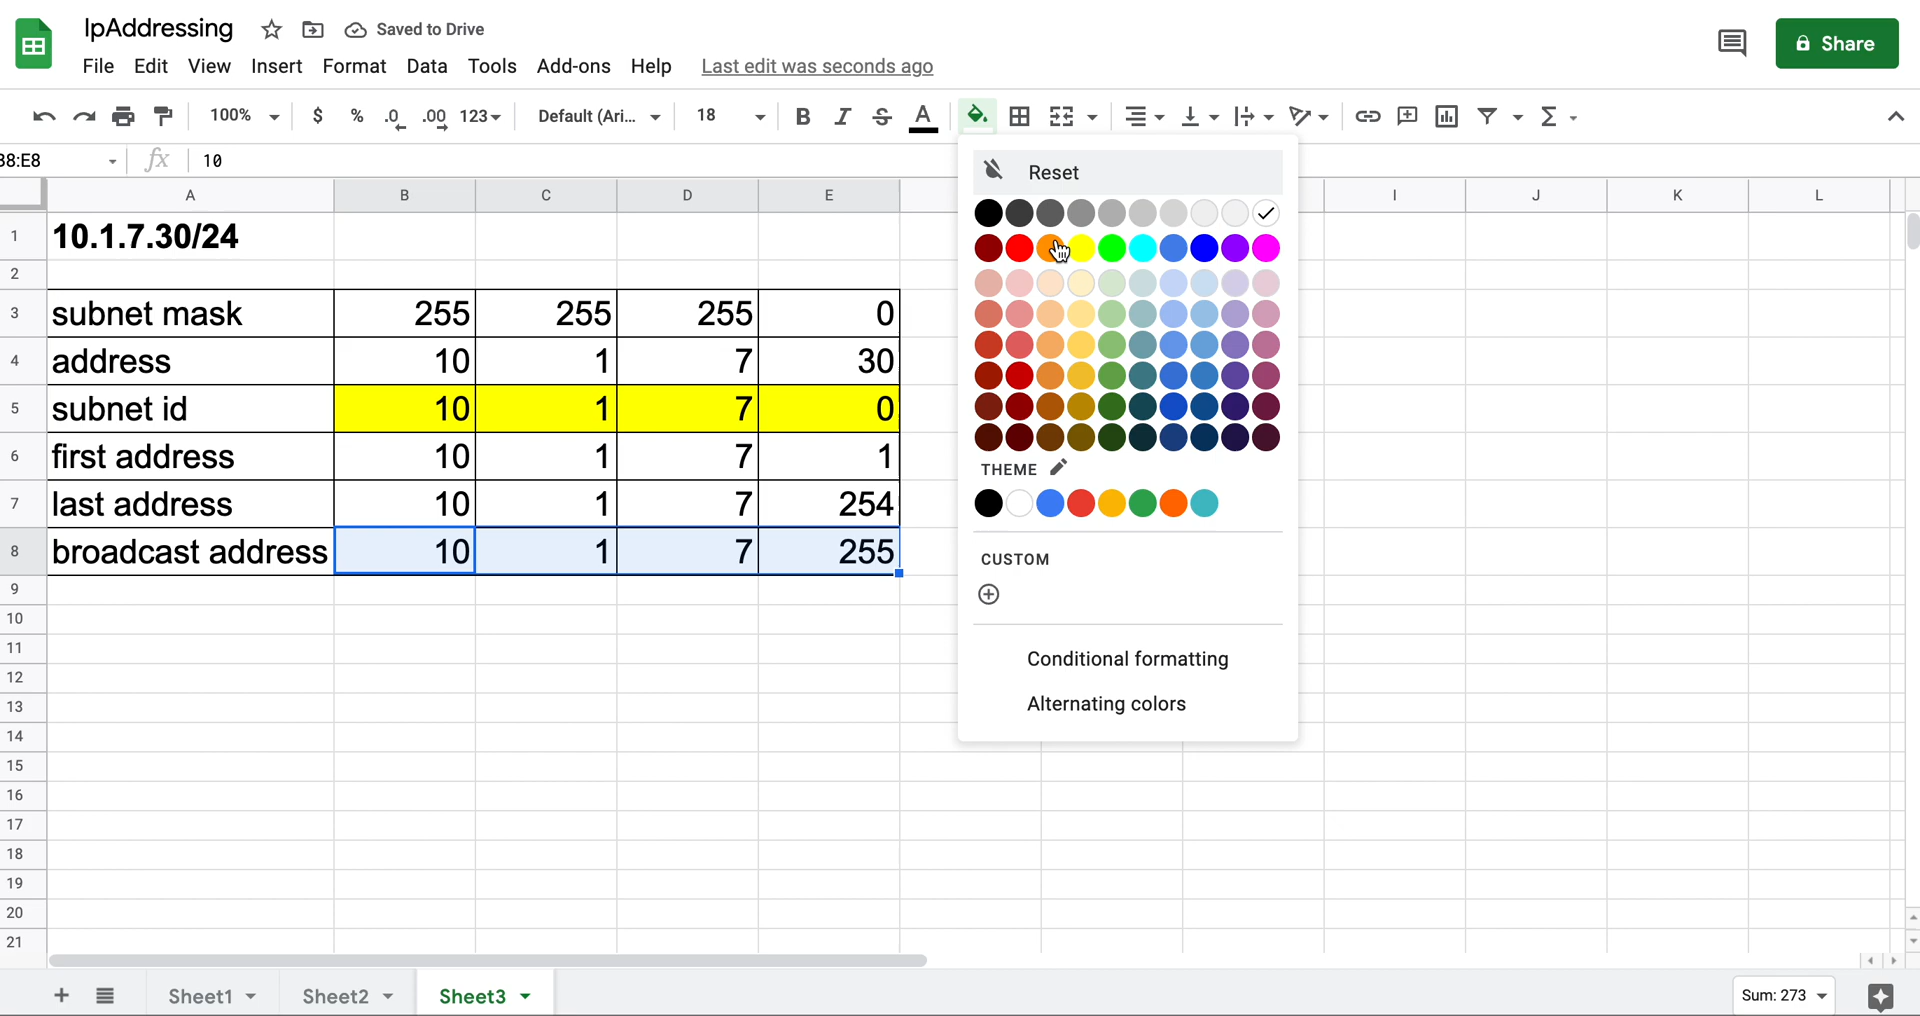 IpAddressing Saved to Drive
File Edit View Insert Format Data Tools Add-ons Help Last edit was seconds ago
Share
100% $ % .0 .00 123 Default (Ari... 18 B I S A
B8:E8 fx 10
Reset
A B C D E I J K L
1 10.1.7.30/24
2
3 subnet mask 255 255 255 0
4 address 10 1 7 30
5 subnet id 10 1 7 0
6 first address 10 1 7 1
7 last address 10 1 7 254
8 broadcast address 10 1 7 255
THEME
CUSTOM
Conditional formatting
Alternating colors
9
10
11
12
13
14
15
16
17
18
19
20
21
Sheet1 Sheet2 Sheet3 Sum: 273